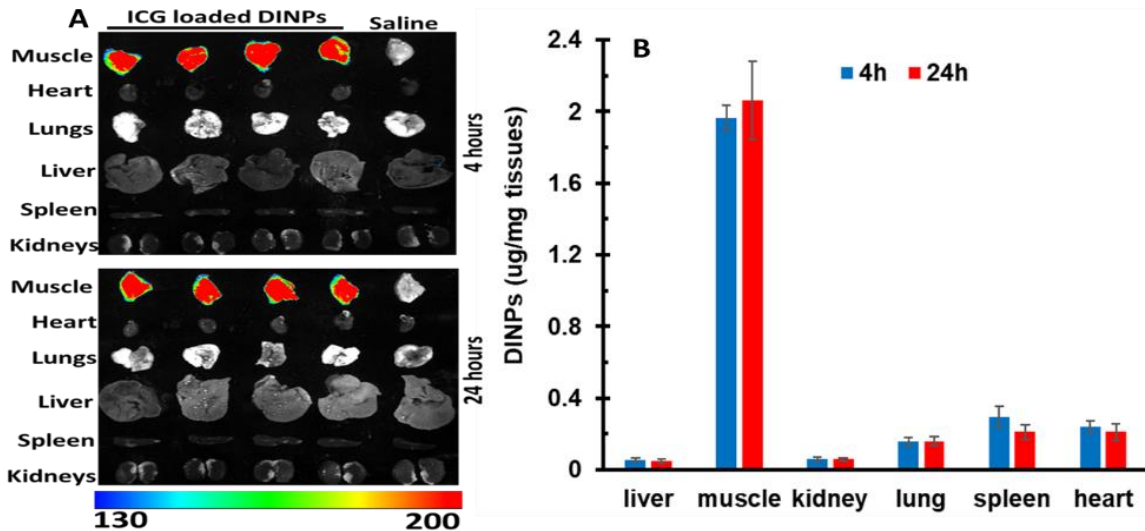 A
ICG loaded DINPs
Saline
Muscle
Heart
Lungs
Liver
Spleen
Kidneys
4 hours
Muscle
Heart
Lungs
Liver
Spleen
Kidneys
24 hours
130
200
B
4h
24h
DINPs (ug/mg tissues)
2.4
2
1.6
1.2
0.8
0.4
0
liver muscle kidney lung spleen heart